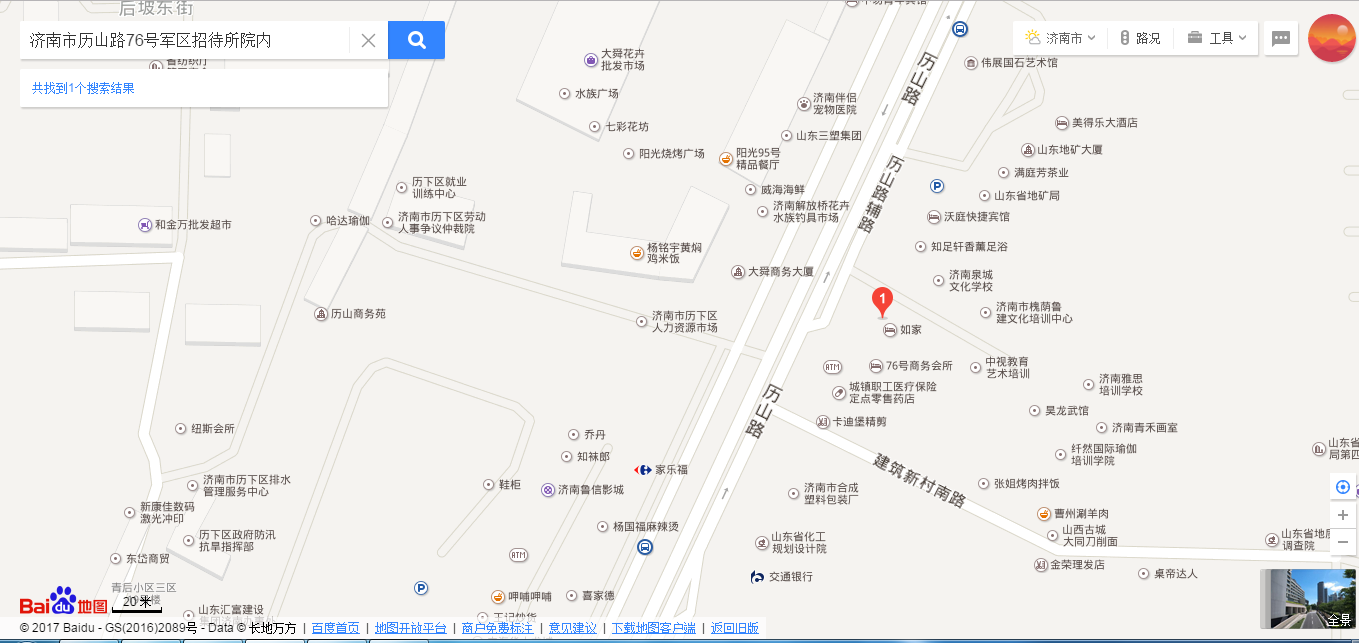 后坡东街
济南市历山路76号军区招待所院内
共找到1个搜索结果
济南市
路况
工具
大舜花卉
批发市场
水族广场
七彩花坊
阳光烧烤广场
阳光95号
精品餐厅
济南伴侣
宠物医院
山东三塑集团
威海海鲜
济南解放桥花卉
水族钓具市场
历山路
历山路辅路
伟展国石艺术馆
美得乐大酒店
山东地矿大厦
满庭芳茶业
山东省地矿局
沃庭快捷宾馆
知足轩香薰足浴
P
历下区就业
训练中心
哈达瑜伽
济南市历下区劳动
人事争议仲裁院
和金万批发超市
杨铭宇黄焖
鸡米饭
大舜商务大厦
济南泉城
文化学校
济南市槐荫鲁
建文化培训中心
1
如家
历山商务苑
济南市历下区
人力资源市场
ATM
76号商务会所
中视教育
艺术培训
城镇职工医疗保险
定点零售药店
济南雅思
培训学校
昊龙武馆
卡迪堡精剪
济南青禾画室
历山路
纽斯会所
乔丹
知袜郎
家乐福
纤然国际瑜伽
培训学院
建筑新村南路
济南市历下区排水
管理服务中心
鞋柜
济南鲁信影城
济南市合成
塑料包装厂
张姐烤肉拌饭
新康佳数码
激光冲印
杨国福麻辣烫
曹州涮羊肉
山西古城
大同刀削面
历下区政府防汛
抗旱指挥部
山东省化工
规划设计院
调查院
东岱商贸
ATM
金荣理发店
桌帝达人
交通银行
青后小区三区
P
呷哺呷哺
喜家德
Bai du 地图
20 米
山东汇富建设
全景
© 2017 Baidu - GS(2016)2089号 - Data © 长地万方 | 百度首页 | 地图开放平台 | 商户免费标注 | 意见建议 | 下载地图客户端 | 返回旧版